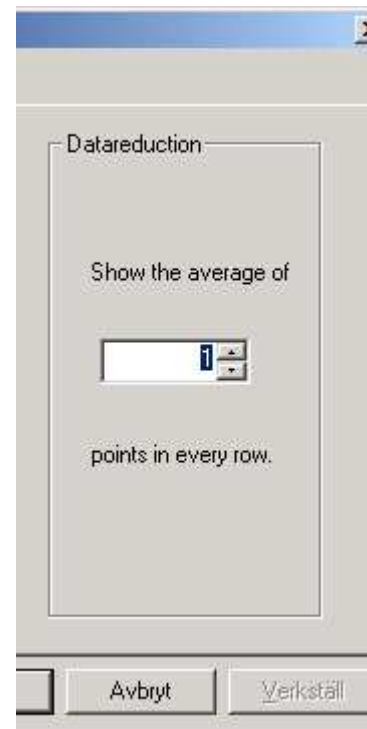 Datareduction
Show the average of
1
points in every row.
Avbryt
Verkställ